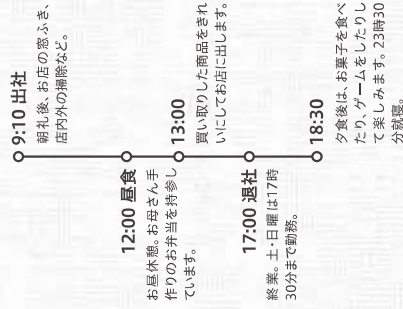 9:10 出社
朝礼後、お店の窓ふき、
店内外の掃除など。
12:00 昼食
お昼休憩。お母さん手
作りのお弁当を持参し
ています。
13:00
買い取りした商品をきれ
いにしてお店に出します。
17:00 退社
終業。土・日曜は17時
30分まで勤務。
18:30
夕食後は、お菓子を食べ
たり、ゲームをしたりし
て楽しみます。23時30
分就寝。